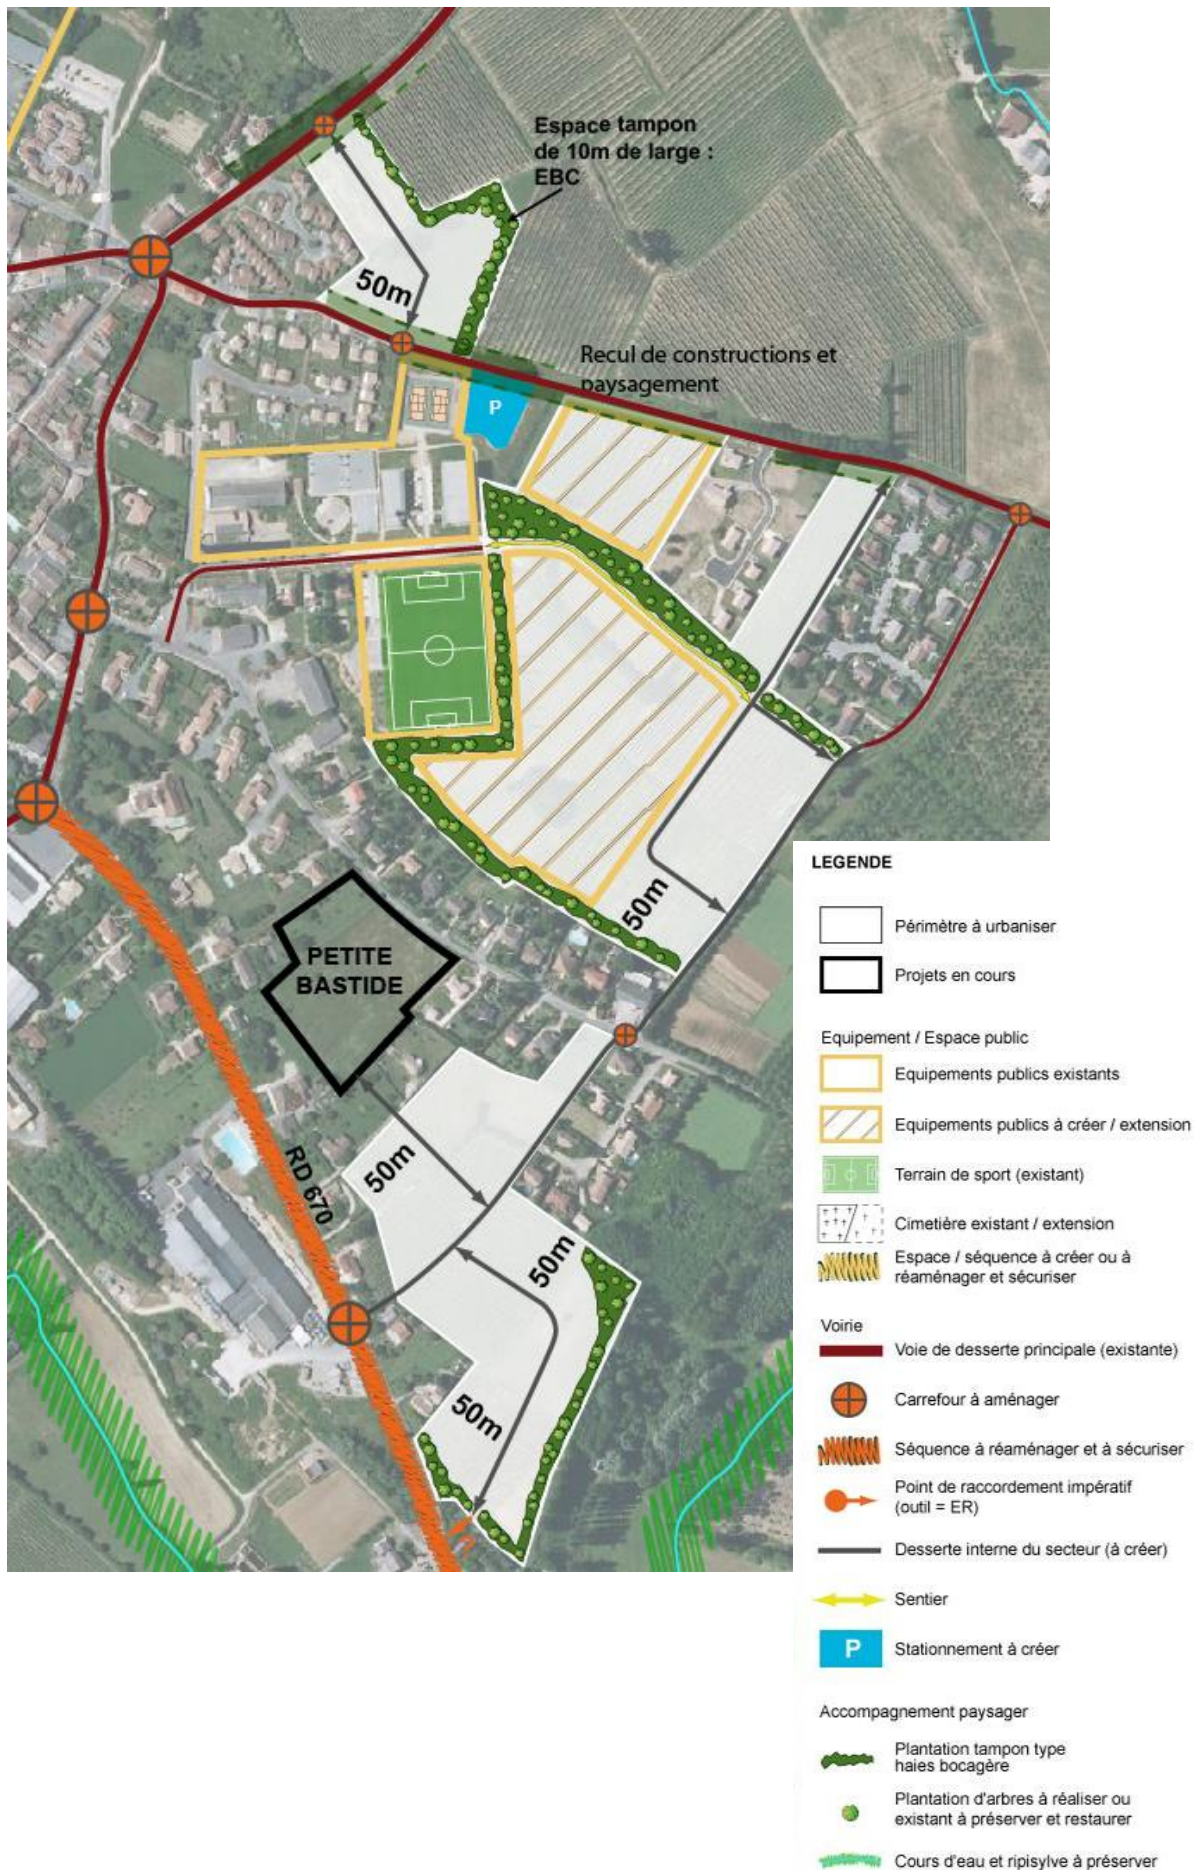 Espace tampon
de 10m de large :
EBC
50m
Recul de constructions et
paysagement
P
50m
PETITE
BASTIDE
50m
RD 670
50m
50m
LEGENDE
Périmètre à urbaniser
Projets en cours
Equipement / Espace public
Equipements publics existants
Equipements publics à créer / extension
Terrain de sport (existant)
Cimetière existant / extension
Espace / séquence à créer ou à
réaménager et sécuriser
Voirie
Voie de desserte principale (existante)
Carrefour à aménager
Séquence à réaménager et à sécuriser
Point de raccordement impératif
(outil = ER)
Desserte interne du secteur (à créer)
Sentier
P
Stationnement à créer
Accompagnement paysager
Plantation tampon type
haies bocagère
Plantation d'arbres à réaliser ou
existant à préserver et restaurer
Cours d'eau et ripisylve à préserver